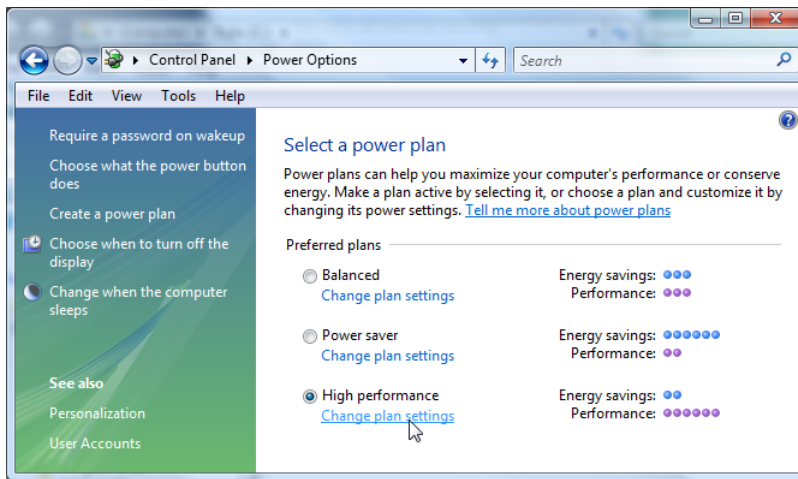 Control Panel
Power Options
Search
File Edit View Tools Help
Require a password on wakeup
Choose what the power button
does
Create a power plan
Choose when to turn off the
display
Change when the computer
sleeps
See also
Personalization
User Accounts
Select a power plan
Power plans can help you maximize your computer's performance or conserve
energy. Make a plan active by selecting it, or choose a plan and customize it by
changing its power settings. Tell me more about power plans
Preferred plans
Balanced Energy savings:
Change plan settings Performance:
Power saver Energy savings:
Change plan settings Performance:
High performance Energy savings:
Change plan settings Performance: